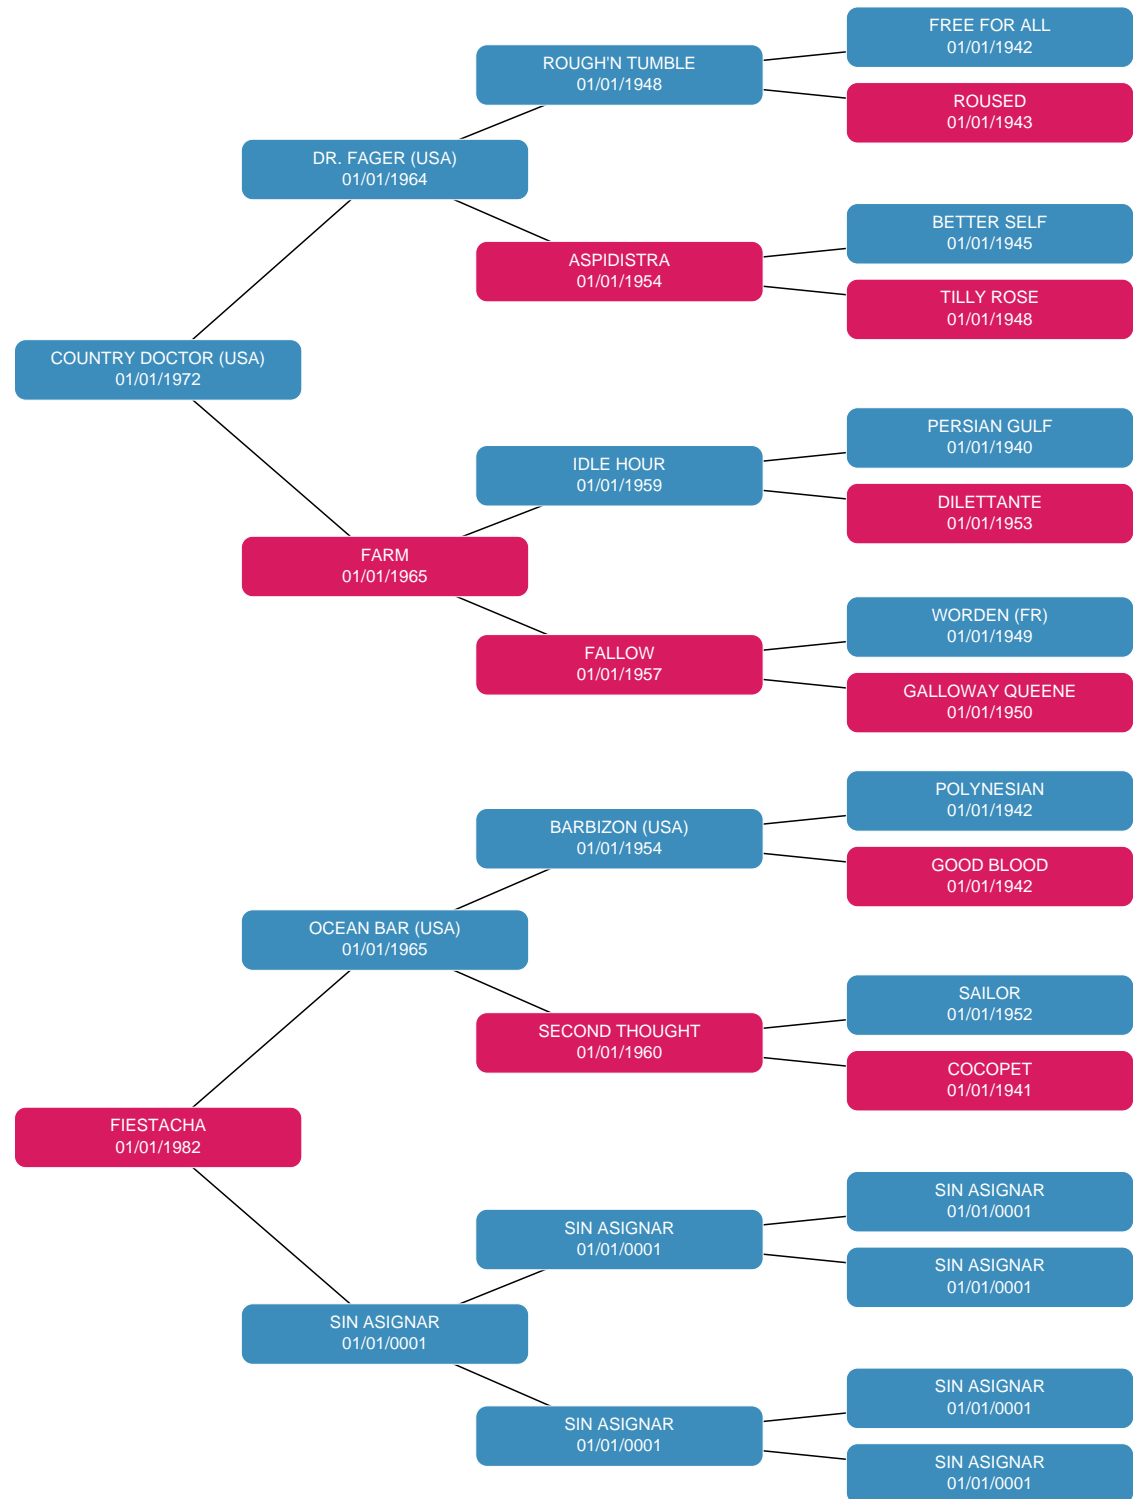 FREE FOR ALL
01/01/1942
ROUGH'N TUMBLE
01/01/1948
ROUSED
01/01/1943
DR. FAGER (USA)
01/01/1964
BETTER SELF
01/01/1945
ASPIDISTRA
01/01/1954
TILLY ROSE
01/01/1948
COUNTRY DOCTOR (USA)
01/01/1972
PERSIAN GULF
01/01/1940
IDLE HOUR
01/01/1959
DILETTANTE
01/01/1953
FARM
01/01/1965
WORDEN (FR)
01/01/1949
FALLOW
01/01/1957
GALLOWAY QUEENE
01/01/1950
POLYNESIAN
01/01/1942
BARBIZON (USA)
01/01/1954
GOOD BLOOD
01/01/1942
OCEAN BAR (USA)
01/01/1965
SAILOR
01/01/1952
SECOND THOUGHT
01/01/1960
COCOPET
01/01/1941
FIESTACHA
01/01/1982
SIN ASIGNAR
01/01/0001
SIN ASIGNAR
01/01/0001
SIN ASIGNAR
01/01/0001
SIN ASIGNAR
01/01/0001
SIN ASIGNAR
01/01/0001
SIN ASIGNAR
01/01/0001
SIN ASIGNAR
01/01/0001